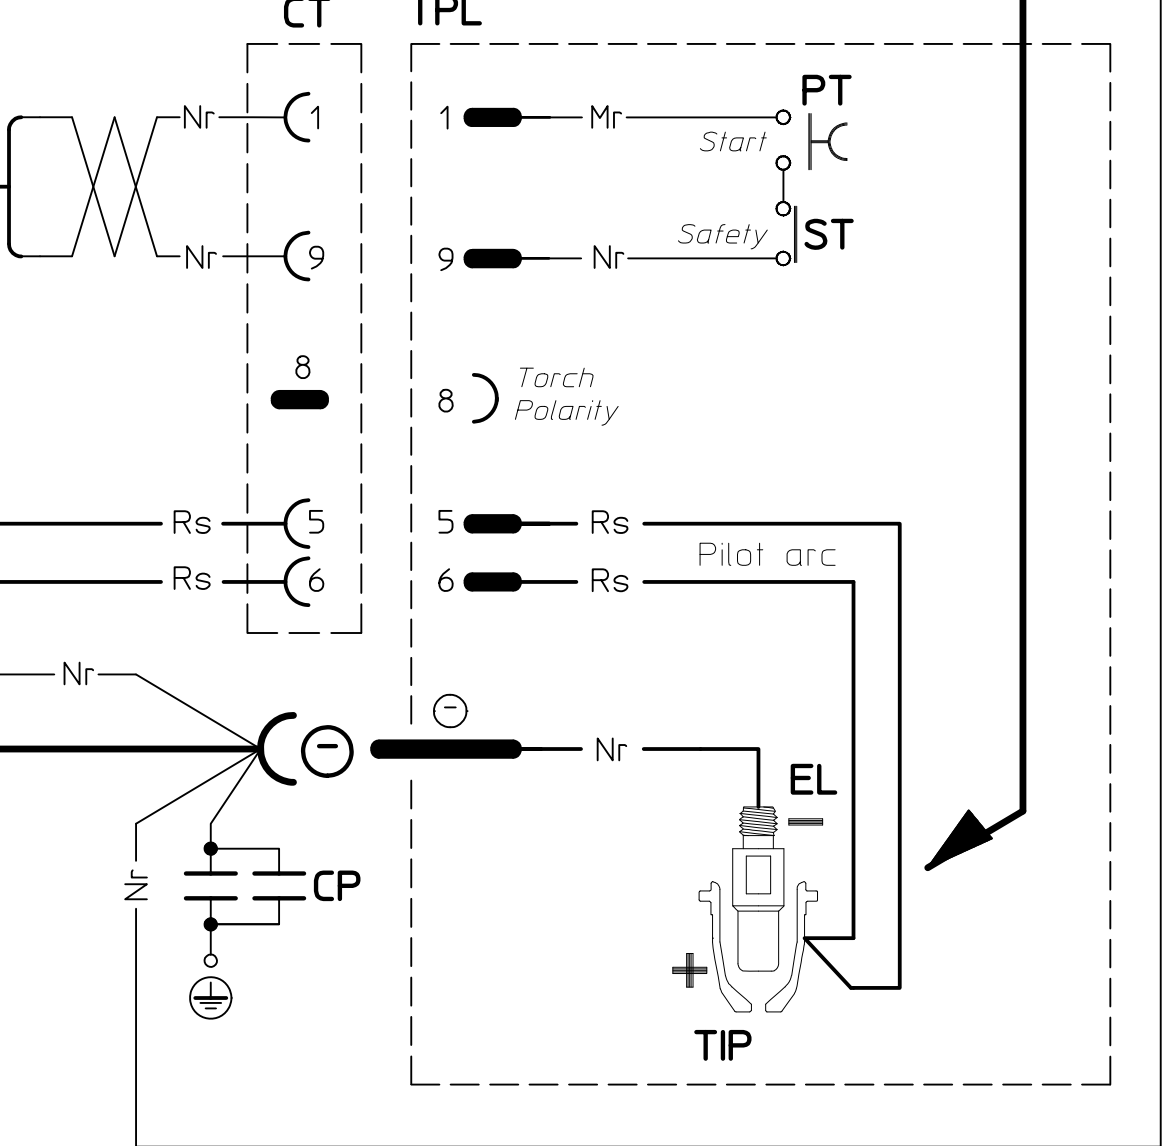 CT
TPL
Nr
1
1
Mr
PT
Start
Nr
9
9
Nr
Safety
ST
8
8
Torch
Polarity
Rs
5
5
Rs
Pilot arc
Rs
6
6
Rs
Nr
−
−
Nr
EL
−
Nr
CP
+
TIP